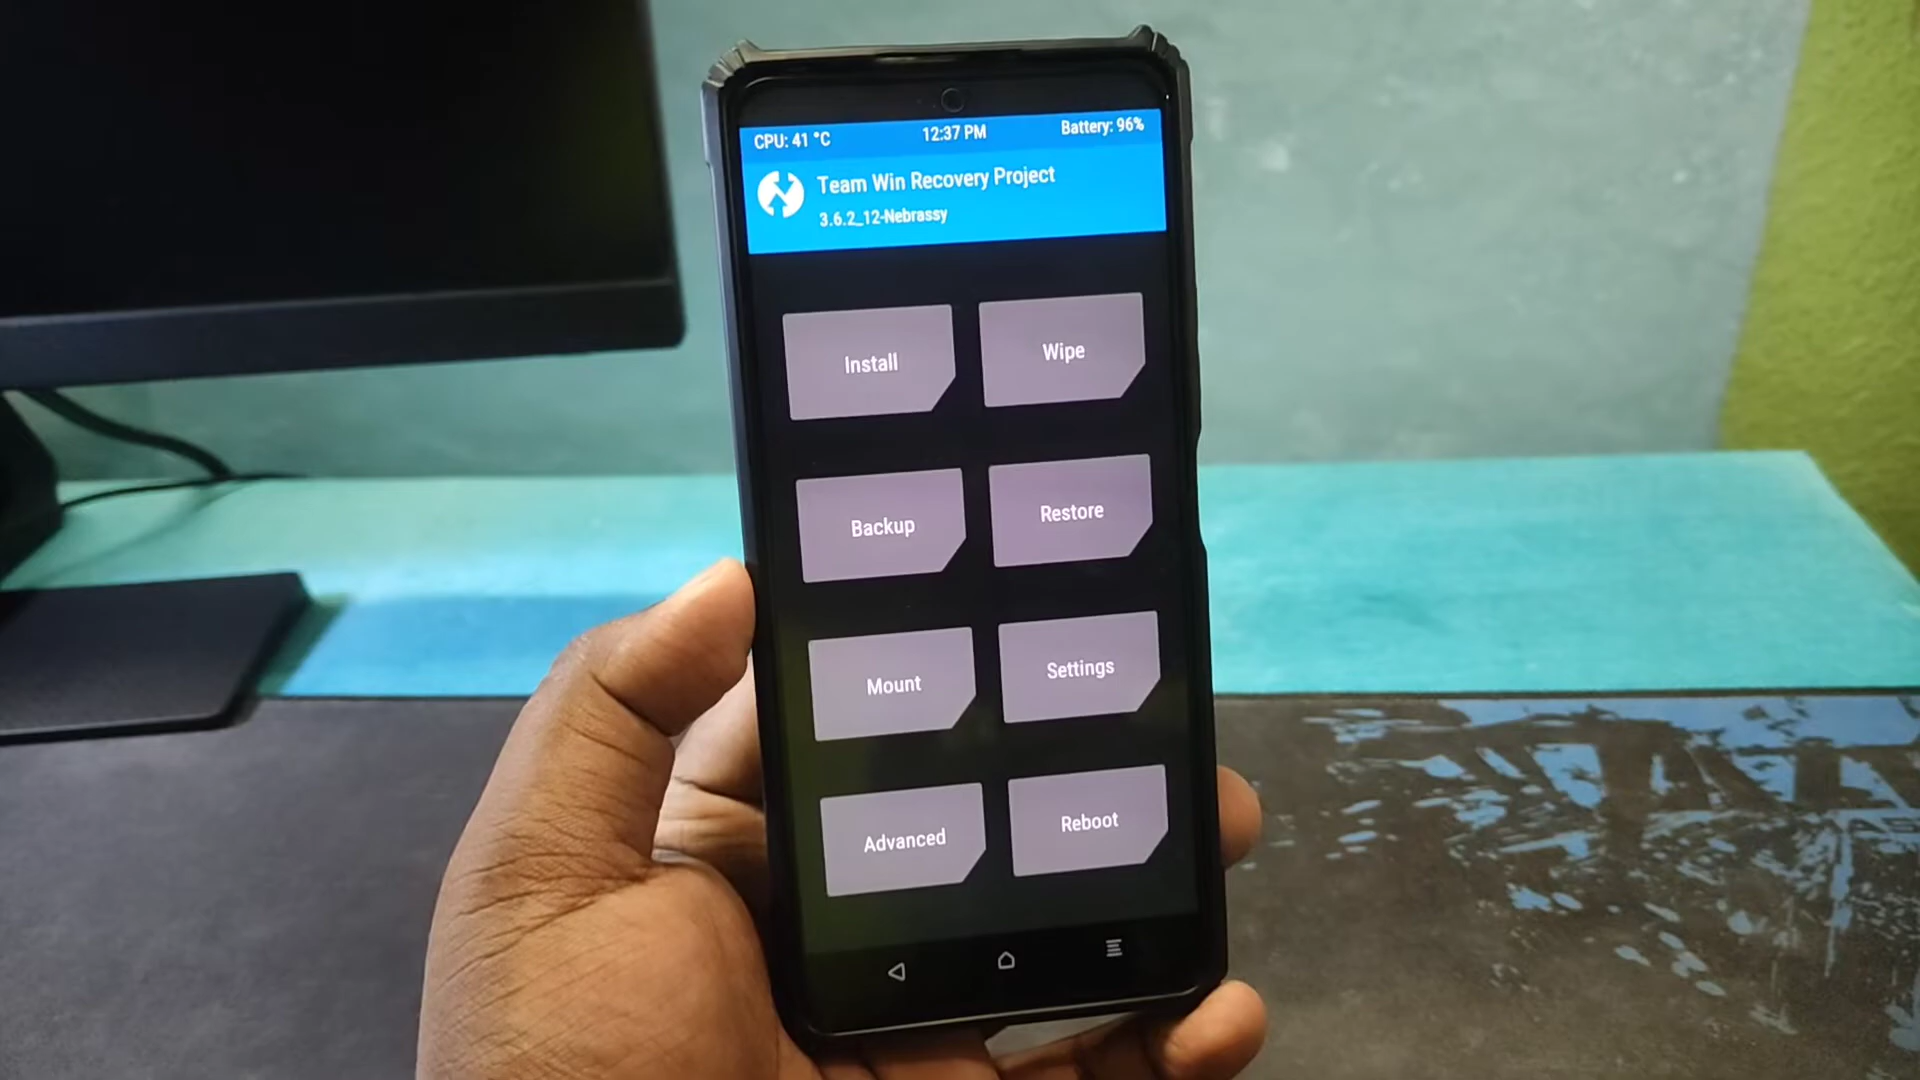 CPU: 41 °C 12:37 PM Battery: 96%
Team Win Recovery Project
3.6.2_12-Nebrassy
Install Wipe
Backup Restore
Mount Settings
Advanced Reboot